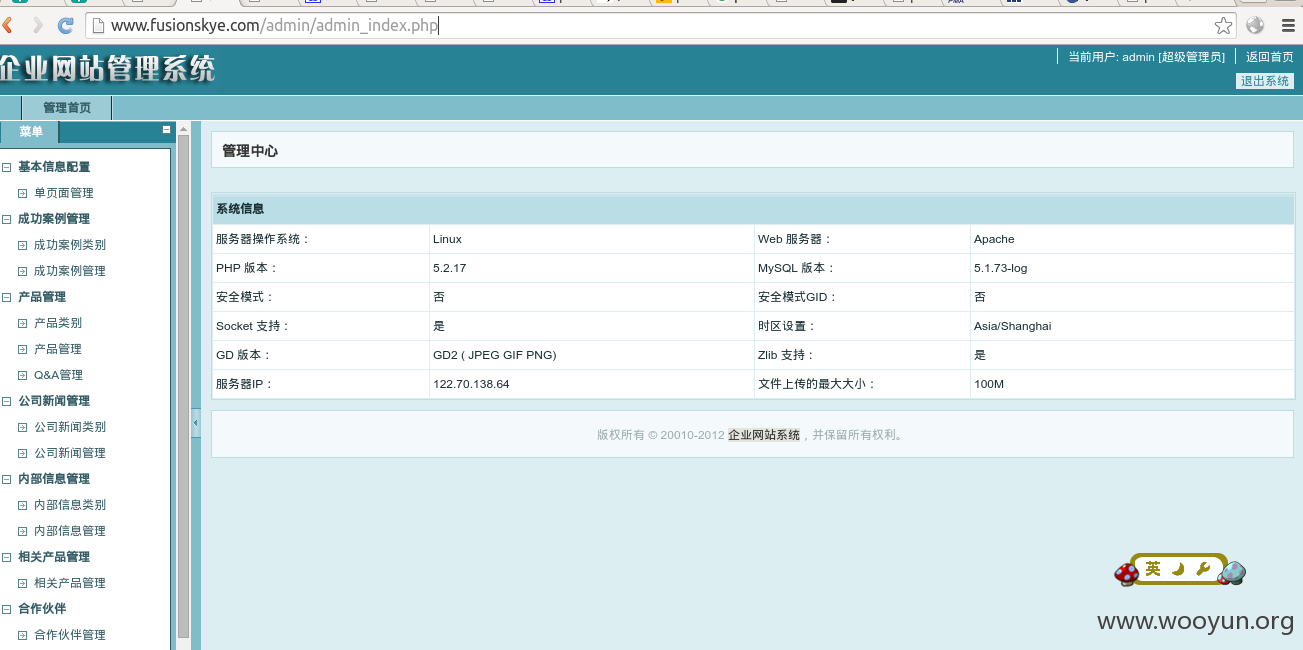 www.fusionskye.com/admin/admin_index.php
企业网站管理系统
当前用户: admin [超级管理员]
返回首页
退出系统
管理首页
菜单
基本信息配置
单页面管理
成功案例管理
成功案例类别
成功案例管理
产品管理
产品类别
产品管理
Q&A管理
公司新闻管理
公司新闻类别
公司新闻管理
内部信息管理
内部信息类别
内部信息管理
相关产品管理
相关产品管理
合作伙伴
合作伙伴管理
管理中心
系统信息
服务器操作系统： Linux Web 服务器： Apache
PHP 版本： 5.2.17 MySQL 版本： 5.1.73-log
安全模式： 否 安全模式GID： 否
Socket 支持： 是 时区设置： Asia/Shanghai
GD 版本： GD2 ( JPEG GIF PNG) Zlib 支持： 是
服务器IP： 122.70.138.64 文件上传的最大大小： 100M
版权所有 © 20010-2012 企业网站系统，并保留所有权利。
英
www.wooyun.org